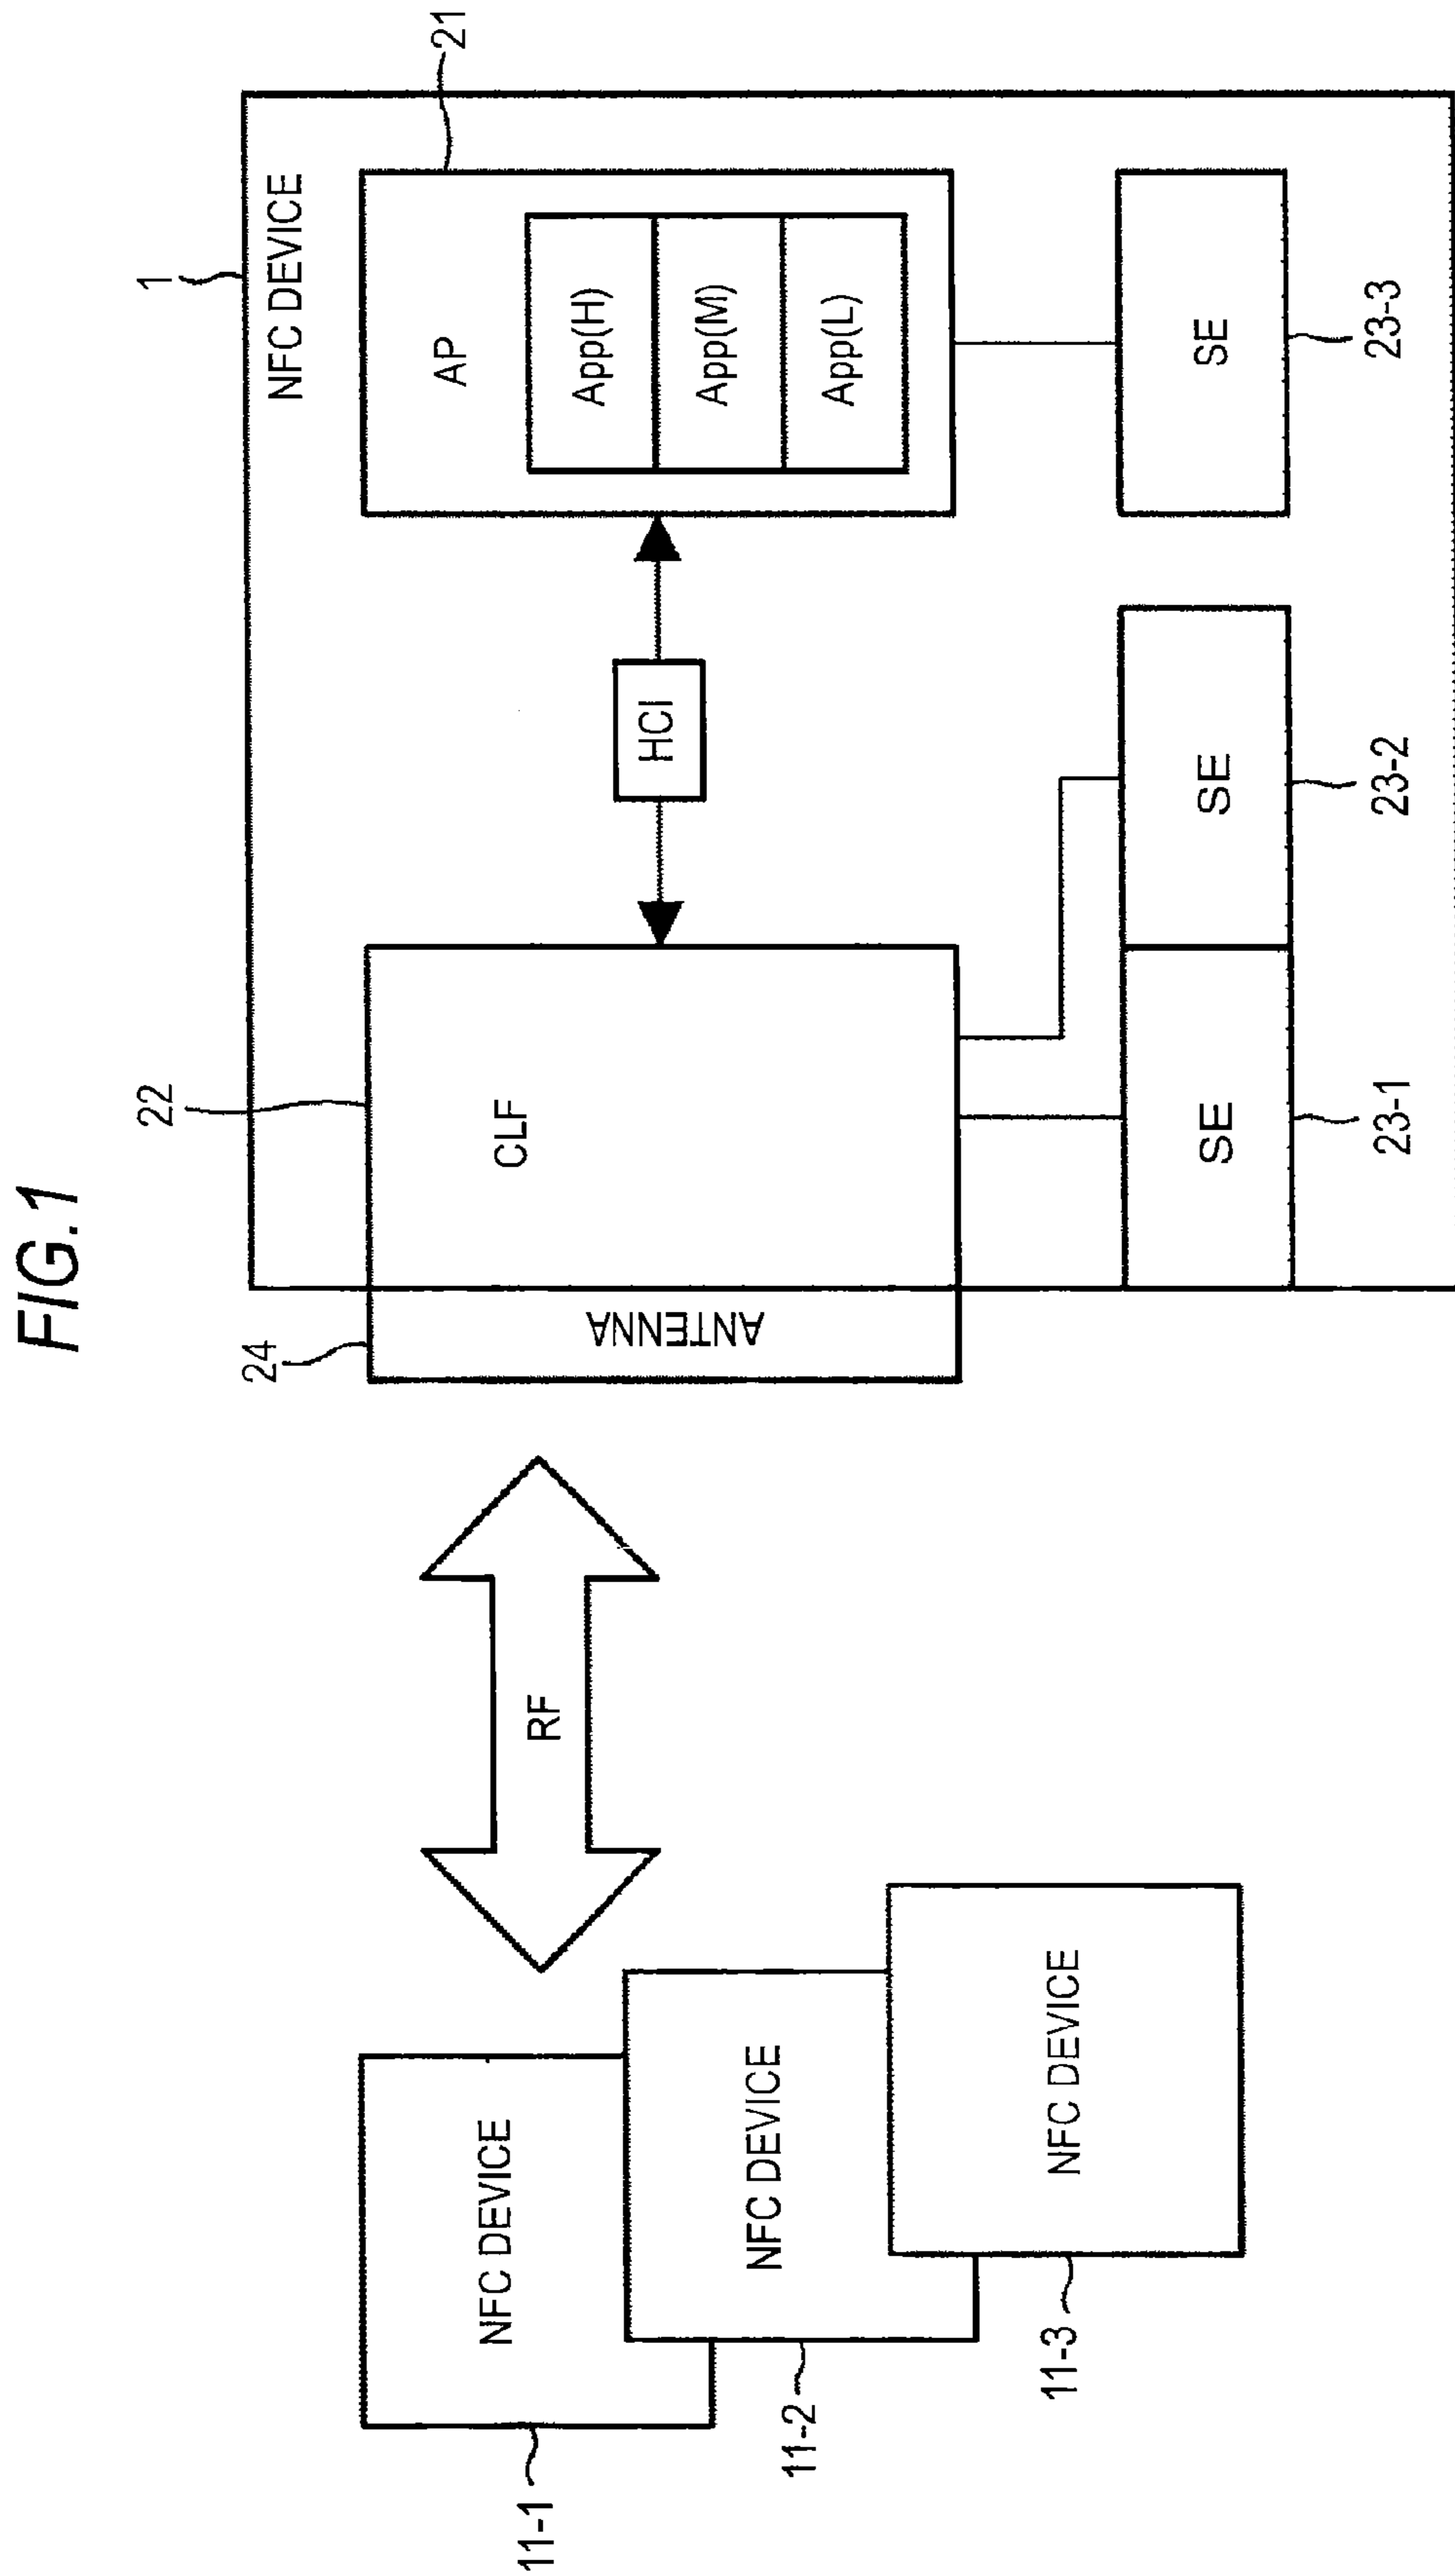 FIG.1
1
NFC DEVICE
21
AP
App(H)
App(M)
App(L)
HCI
22
CLF
24
ANTENNA
SE
23-1
SE
23-2
SE
23-3
RF
NFC DEVICE
11-1
NFC DEVICE
11-2
NFC DEVICE
11-3